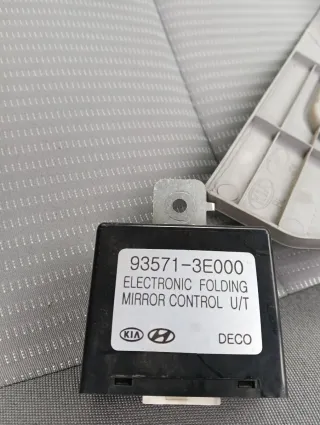 93571-3E000
ELECTRONIC FOLDING
MIRROR CONTROL U/T
KIA DECO